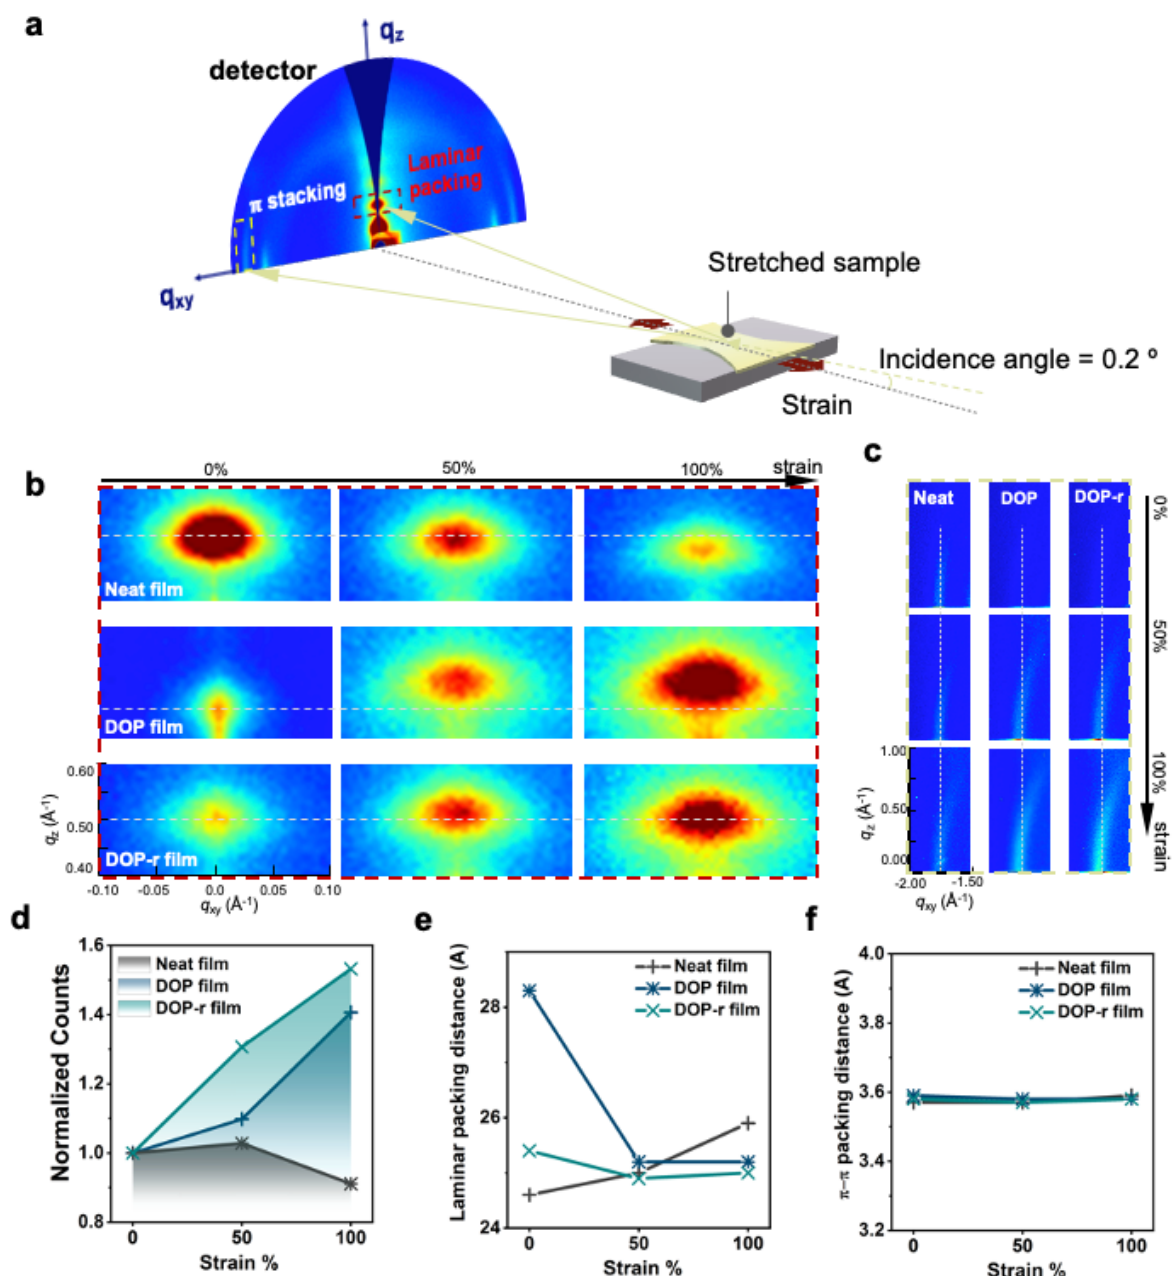 a
q_z
detector
Laminar
packing
π stacking
q_xy
Stretched sample
Incidence angle = 0.2 º
Strain
b
0%
50%
100%
strain
Neat film
DOP film
DOP-r film
0.60
0.50
0.40
q_z (Å⁻¹)
-0.10
-0.05
0.0
0.05
0.10
q_xy (Å⁻¹)
c
Neat
DOP
DOP-r
0%
50%
100%
strain
1.00
0.50
0.00
q_z (Å⁻¹)
-2.00
-1.50
q_xy (Å⁻¹)
d
Neat film
DOP film
DOP-r film
1.6
1.4
1.2
1.0
0.8
Normalized Counts
0
50
100
Strain %
e
Neat film
DOP film
DOP-r film
28
26
24
Laminar packing distance (A)
0
50
100
Strain %
f
Neat film
DOP film
DOP-r film
4.0
3.8
3.6
3.4
3.2
π–π packing distance (A)
0
50
100
Strain %